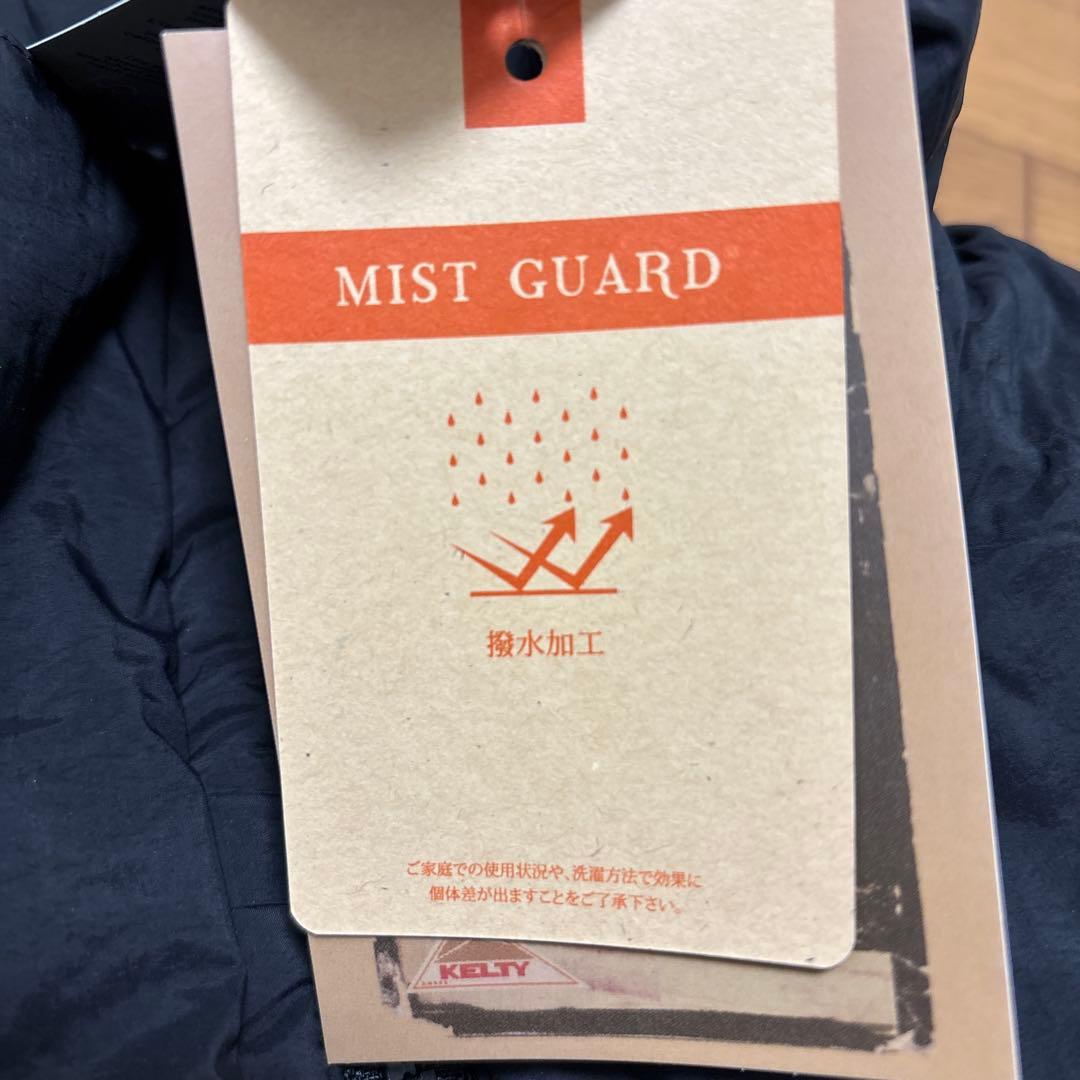 MIST GUARD
撥水加工
ご家庭での使用状況や、洗濯方法で効果に
個体差が出ますことをご了承下さい。
KELTY